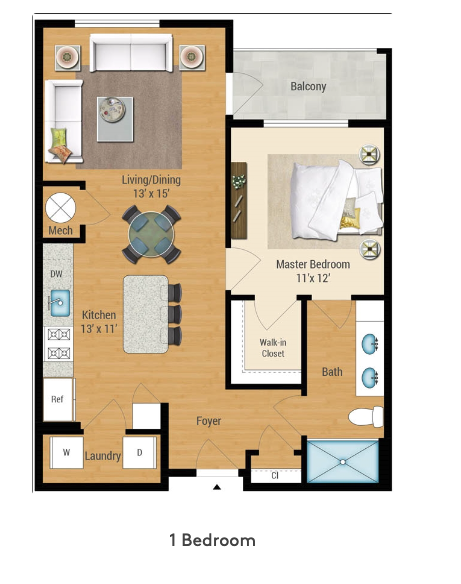 Balcony
Living/Dining
13' x 15'
Mech
Master Bedroom
11'x 12'
DW
Kitchen
13' x 11'
Walk-in
Closet
Bath
Ref
Foyer
W
Laundry
D
Cl
1 Bedroom